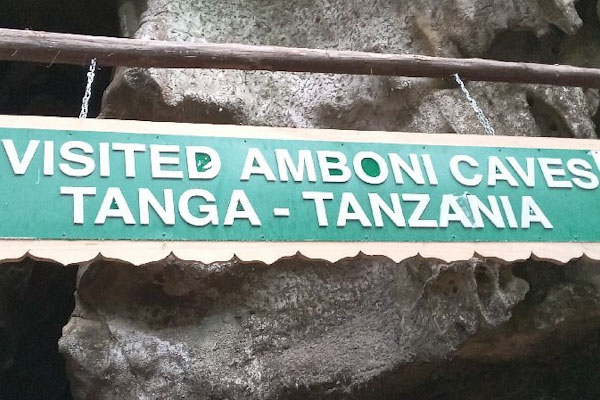 VISITED AMBONI CAVES
TANGA - TANZANIA